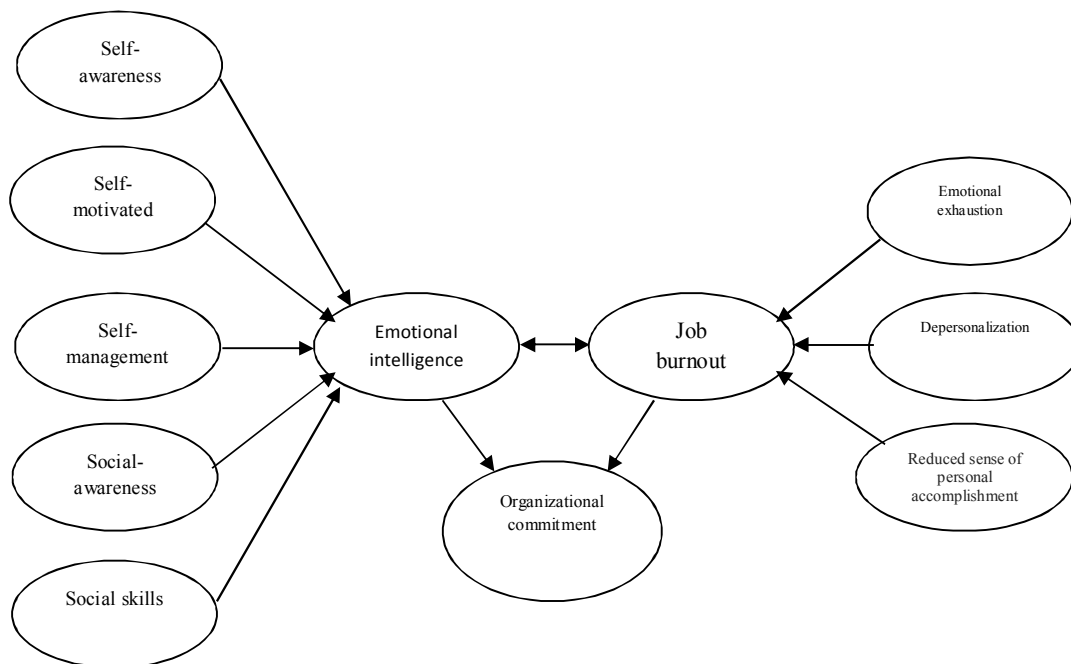 Self-
awareness
Self-
motivated
Self-
management
Social-
awareness
Social skills
Emotional
intelligence
Job
burnout
Organizational
commitment
Emotional
exhaustion
Depersonalization
Reduced sense of
personal
accomplishment